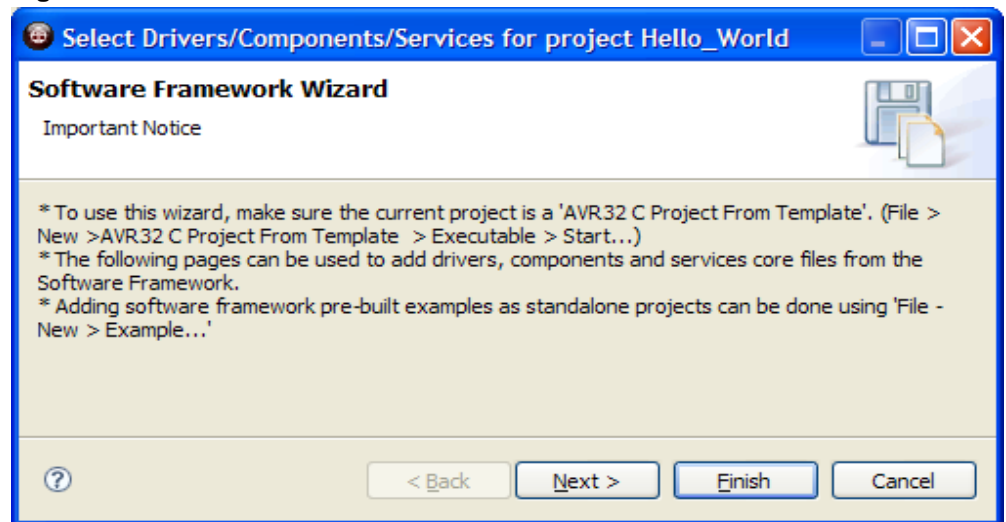 Select Drivers/Components/Services for project Hello_World
Software Framework Wizard
Important Notice
* To use this wizard, make sure the current project is a 'AVR32 C Project From Template'. (File >
New >AVR32 C Project From Template > Executable > Start...)
* The following pages can be used to add drivers, components and services core files from the
Software Framework.
* Adding software framework pre-built examples as standalone projects can be done using 'File -
New > Example...'
? < Back Next > Finish Cancel